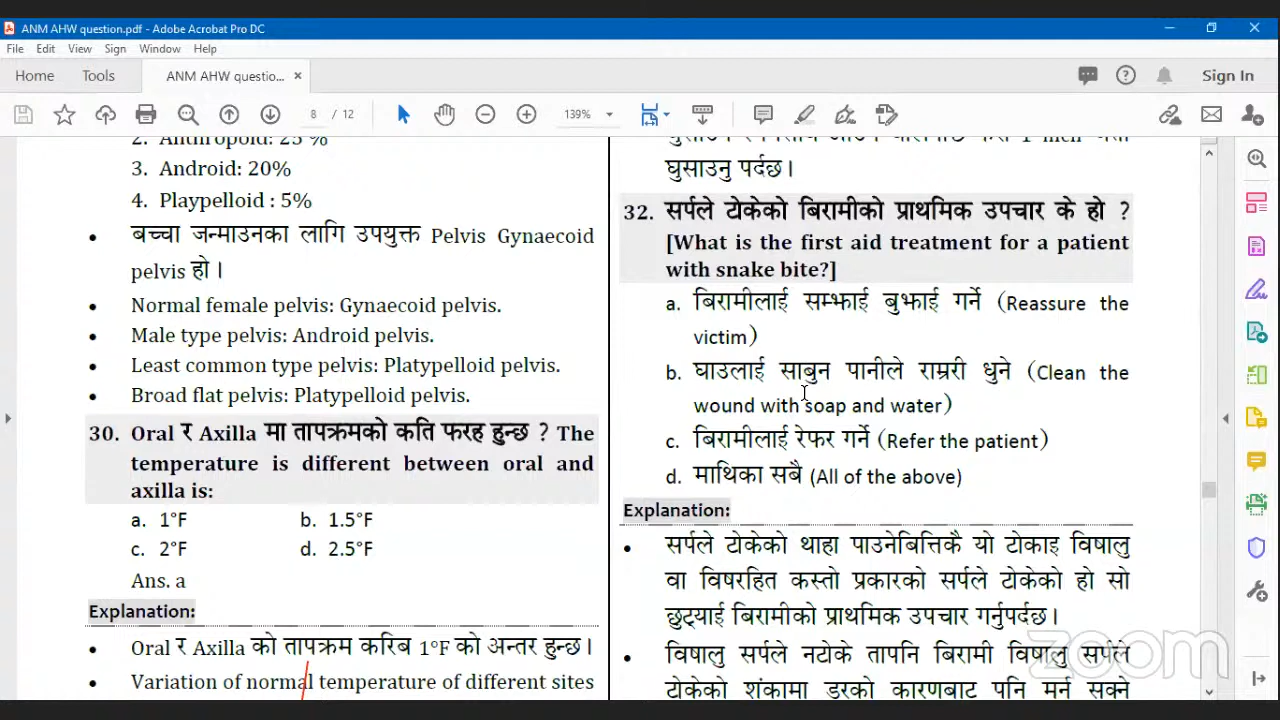 ANM AHW question.pdf - Adobe Acrobat Pro DC
File Edit View Sign Window Help
Home Tools ANM AHW questio... × Sign In
8 / 12 139%
2. Anthropoid: 25 %
3. Android: 20%
4. Playpelloid : 5%
• बच्चा जन्माउनका लागि उपयुक्त Pelvis Gynaecoid
pelvis हो।
• Normal female pelvis: Gynaecoid pelvis.
• Male type pelvis: Android pelvis.
• Least common type pelvis: Platypelloid pelvis.
• Broad flat pelvis: Platypelloid pelvis.
30. Oral र Axilla मा तापक्रमको कति फरह हुन्छ ? The
temperature is different between oral and
axilla is:
a. 1°F b. 1.5°F
c. 2°F d. 2.5°F
Ans. a
Explanation:
• Oral र Axilla को तापक्रम करिब 1°F को अन्तर हुन्छ।
• Variation of normal temperature of different sites
घुसाउनु पर्दछ।
32. सर्पले टोकेको बिरामीको प्राथमिक उपचार के हो ?
[What is the first aid treatment for a patient
with snake bite?]
a. बिरामीलाई सम्झाई बुझाई गर्ने (Reassure the
victim)
b. घाउलाई साबुन पानीले राम्ररी धुने (Clean the
wound with soap and water)
c. बिरामीलाई रेफर गर्ने (Refer the patient)
d. माथिका सबै (All of the above)
Explanation:
• सर्पले टोकेको थाहा पाउनेबित्तिकै यो टोकाइ विषालु
वा विषरहित कस्तो प्रकारको सर्पले टोकेको हो सो
छुट्याई बिरामीको प्राथमिक उपचार गर्नुपर्दछ।
• विषालु सर्पले नटोके तापनि बिरामी विषालु सर्पले
टोकेको शंकामा डरको कारणबाट पनि मर्न सक्ने
zoom